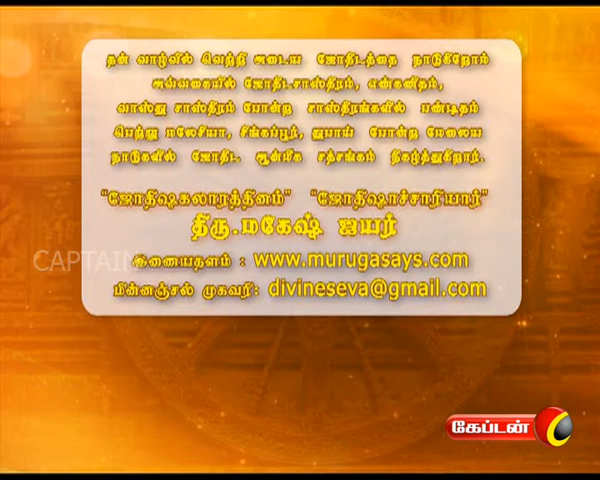 தன் வாழ்வில் வெற்றி அடைய ஜோதிடத்தை நாடுகிறோம்
அவ்வகையில் ஜோதிட.சாஸ்திரம், எண்கணிதம்,
வாஸ்து சாஸ்திரம் போன்ற சாஸ்திரங்களில் பண்டிதம்
பெற்று மலேசியா, சிங்கப்பூர், துபாய் போன்ற மேலைய
நாடுகளில் ஜோதிட ஆன்மிக சத்சங்கம் நிகழ்த்துகிறார்.
“ஜோதிஷகலாரத்தினம்” “ஜோதிஷாச்சாரியார்”
திரு.மகேஷ் ஐயர்
CAPTAIN
இணையதளம் : www.murugasays.com
மின்னஞ்சல் முகவரி: divineseva@gmail.com
கேப்டன்